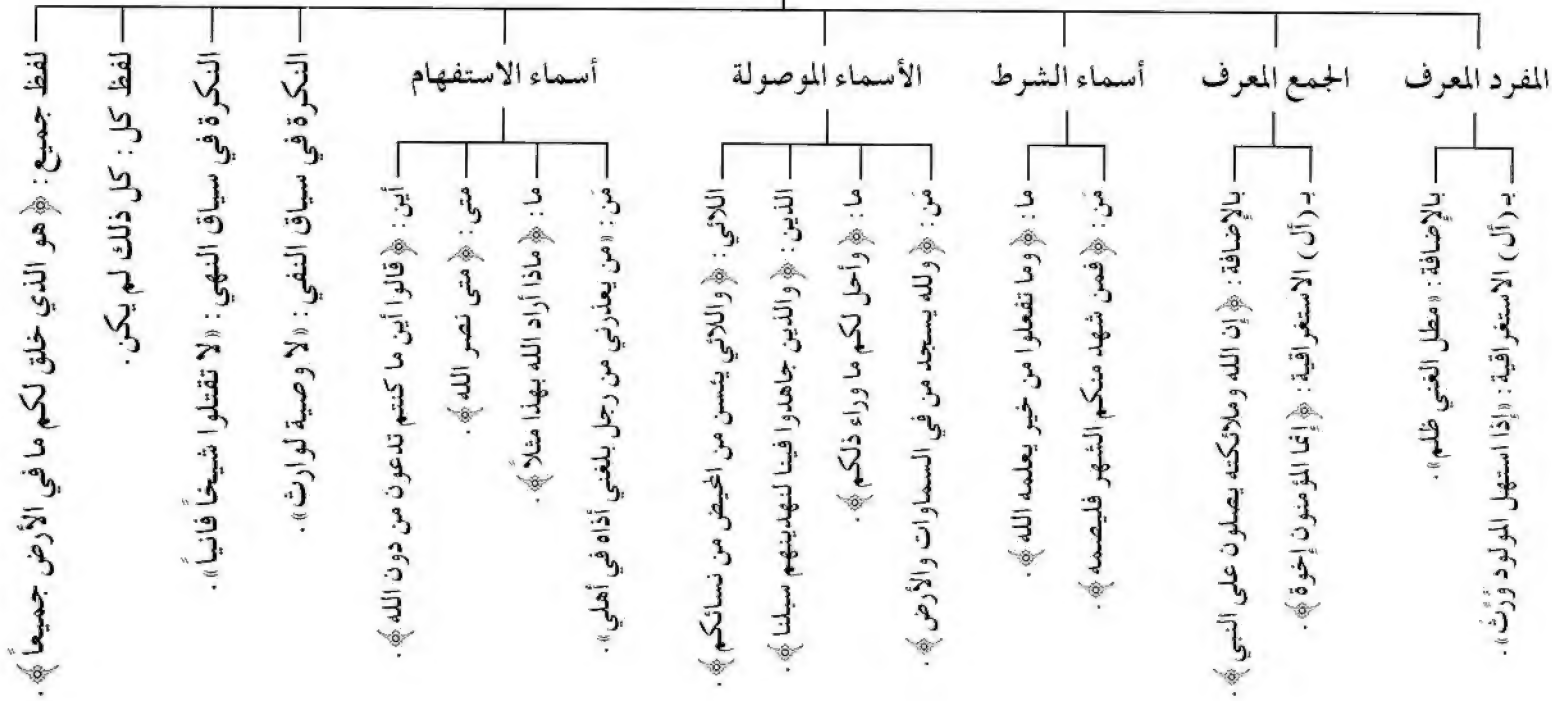 المفرد المعرف
بـ(أل) الاستغراقية: «إذا استهل المولود وُرِّثَ».
بالإضافة: «مطل الغني ظلم».
الجمع المعرف
بـ(أل) الاستغراقية: ﴿إنما المؤمنون إخوة﴾.
بالإضافة: ﴿إن الله وملائكته يصلون على النبي﴾.
أسماء الشرط
مَن: ﴿فمن شهد منكم الشهر فليصمه﴾.
ما: ﴿وما تفعلوا من خير يعلمه الله﴾.
الأسماء الموصولة
مَن: ﴿ولله يسجد من في السماوات والأرض﴾.
ما: ﴿وأحل لكم ما وراء ذلكم﴾.
الذين: ﴿والذين جاهدوا فينا لنهدينهم سبلنا﴾.
اللائي: ﴿واللائي يئسن من المحيض من نسائكم﴾.
أسماء الاستفهام
مَن: «من يعذرني من رجل بلغني أذاه في أهلي».
ما: ﴿ماذا أراد الله بهذا مثلاً﴾.
متى: ﴿متى نصر الله﴾.
أين: ﴿قالوا أين ما كنتم تدعون من دون الله﴾.
النكرة في سياق النفي: «لا وصية لوارث».
النكرة في سياق النهي: «لا تقتلوا شيخاً فانياً».
لفظ كل: كل ذلك لم يكن.
لفظ جميع: ﴿هو الذي خلق لكم ما في الأرض جميعاً﴾.